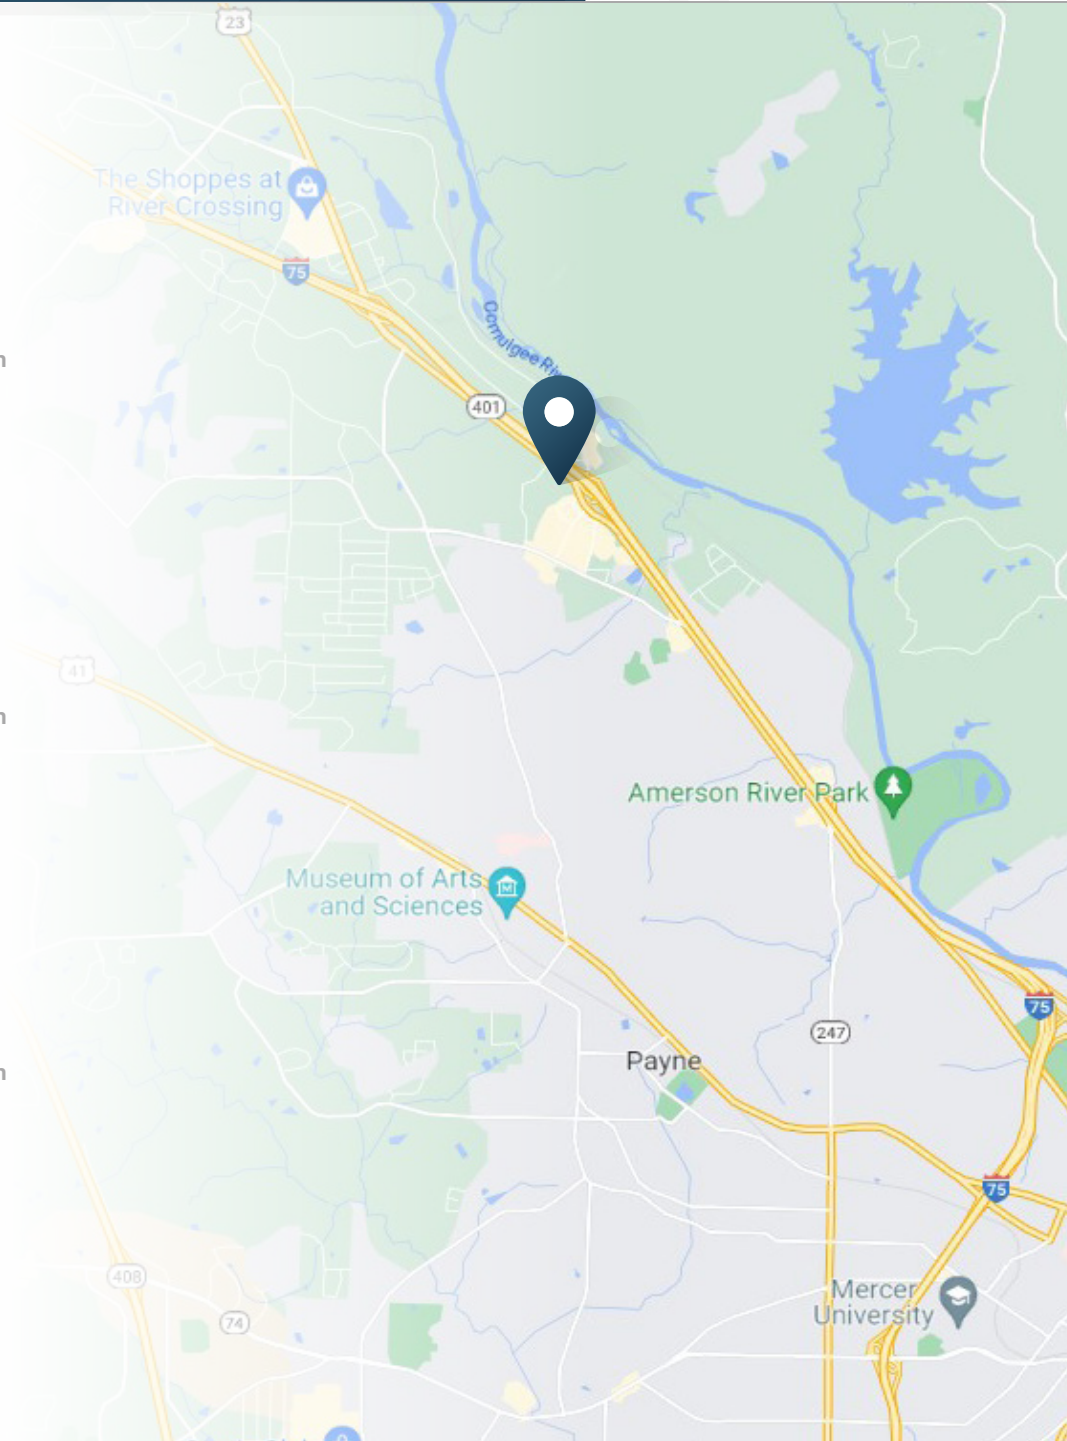 23
The Shoppes at
River Crossing
75
Ocmulgee Riv
n
401
41
n
Amerson River Park
Museum of Arts
and Sciences
75
247
Payne
n
75
408
Mercer
University
74